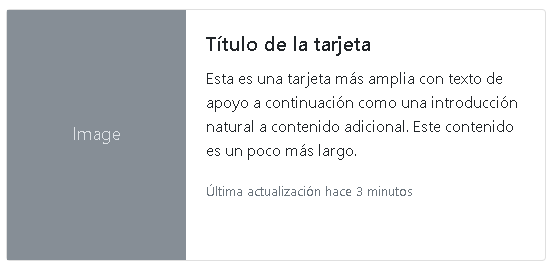 Image
Título de la tarjeta
Esta es una tarjeta más amplia con texto de
apoyo a continuación como una introducción
natural a contenido adicional. Este contenido
es un poco más largo.
Última actualización hace 3 minutos